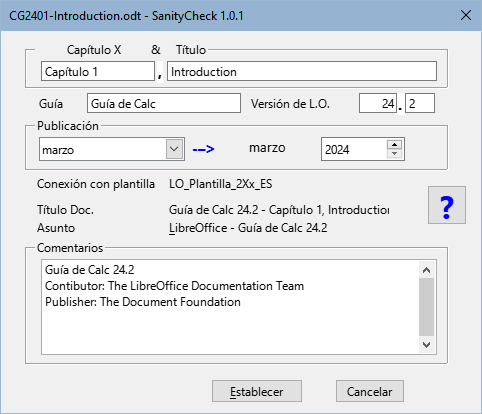 CG2401-Introduction.odt - SanityCheck 1.0.1
Capítulo X & Título
Capítulo 1 , Introduction
Guía Guía de Calc Versión de L.O. 24 . 2
Publicación
marzo ---> marzo 2024
Conexión con plantilla LO_Plantilla_2Xx_ES
Título Doc. Guía de Calc 24.2 - Capítulo 1, Introduction
Asunto LibreOffice - Guía de Calc 24.2
?
Comentarios
Guía de Calc 24.2
Contibutor: The LibreOffice Documentation Team
Publisher: The Document Foundation
Establecer Cancelar